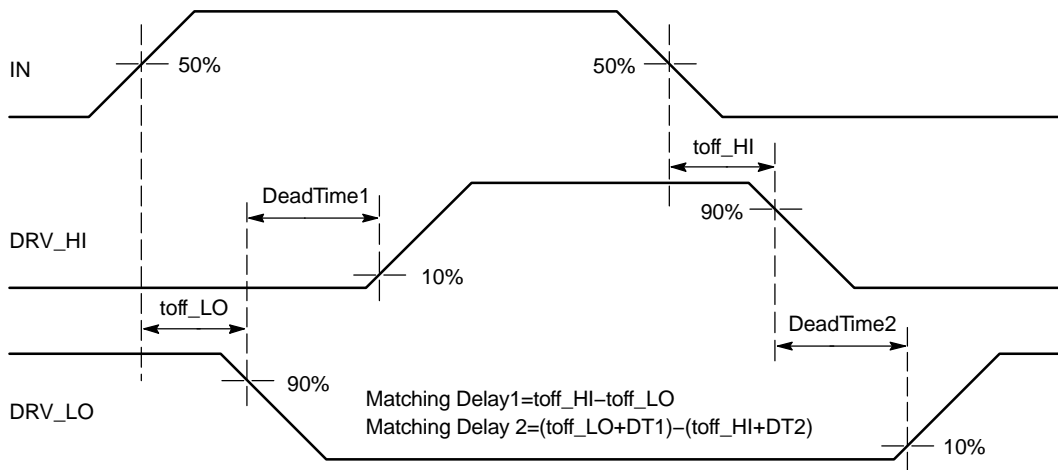 IN
50%
50%
toff_HI
DeadTime1
90%
DRV_HI
10%
toff_LO
DeadTime2
90%
DRV_LO
Matching Delay1=toff_HI−toff_LO
Matching Delay 2=(toff_LO+DT1)−(toff_HI+DT2)
10%